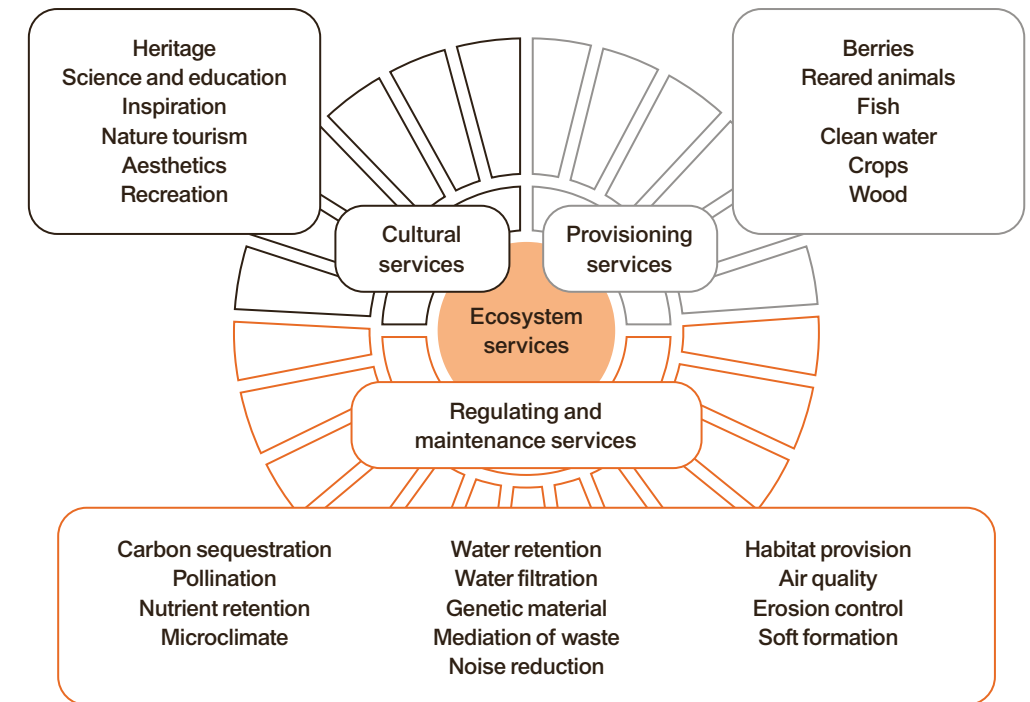 Heritage
Science and education
Inspiration
Nature tourism
Aesthetics
Recreation
Berries
Reared animals
Fish
Clean water
Crops
Wood
Cultural
services
Provisioning
services
Ecosystem
services
Regulating and
maintenance services
Carbon sequestration
Pollination
Nutrient retention
Microclimate
Water retention
Water filtration
Genetic material
Mediation of waste
Noise reduction
Habitat provision
Air quality
Erosion control
Soft formation